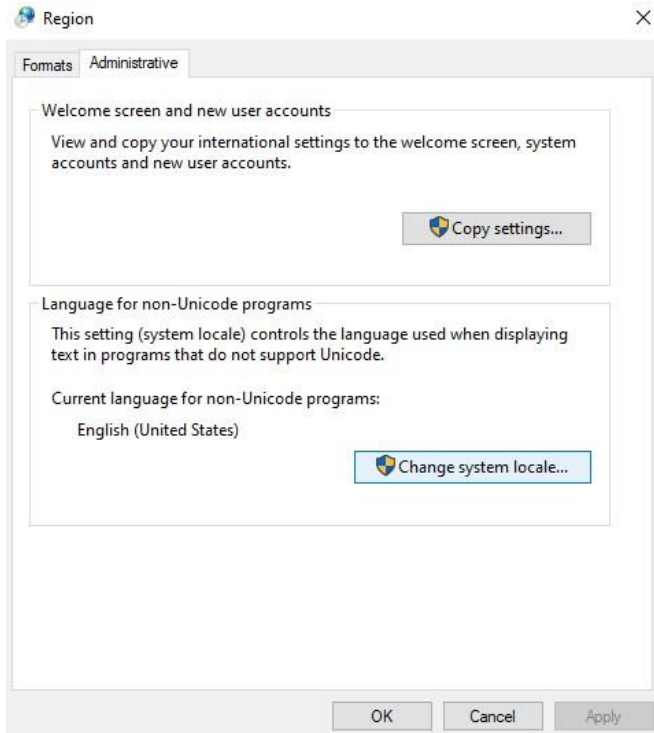 Region
Formats
Administrative
Welcome screen and new user accounts
View and copy your international settings to the welcome screen, system
accounts and new user accounts.
Copy settings...
Language for non-Unicode programs
This setting (system locale) controls the language used when displaying
text in programs that do not support Unicode.
Current language for non-Unicode programs:
English (United States)
Change system locale...
OK
Cancel
Apply